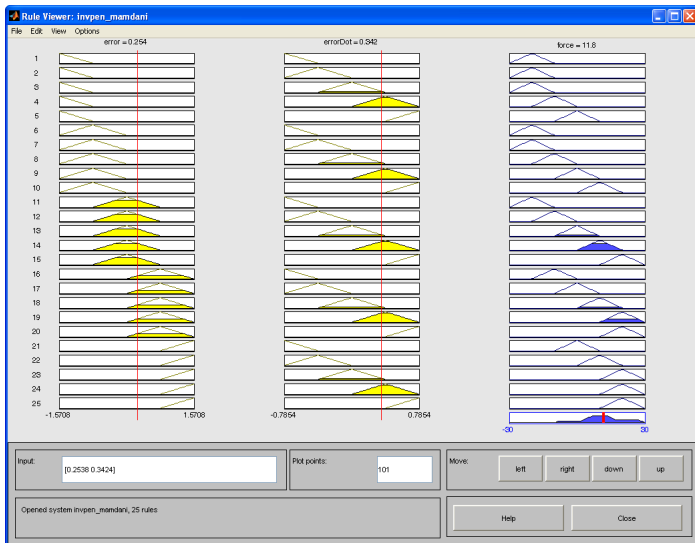 Rule Viewer: invpen_mamdani
File Edit View Options
error = 0.254
errorDot = 0.342
force = 11.8
1
2
3
4
5
6
7
8
9
10
11
12
13
14
15
16
17
18
19
20
21
22
23
24
25
-1.5708 1.5708
-0.7854 0.7854
-30 30
Input:
[0.2538 0.3424]
Plot points:
101
Move:
left right down up
Opened system invpen_mamdani, 25 rules
Help Close